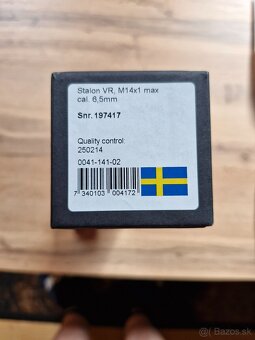 Stalon VR, M14x1 max
cal. 6,5mm
Snr. 197417
Quality control:
250214
0041-141-02
7 340103 004172
Bazoš.sk